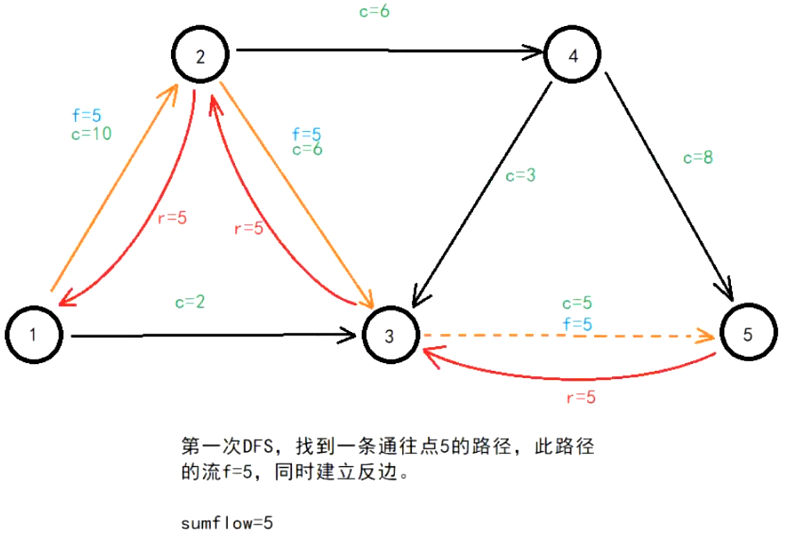 c=6
2
4
f=5
c=10
f=5
c=6
c=8
c=3
r=5
r=5
c=2
c=5
f=5
1
3
5
r=5
第一次DFS，找到一条通往点5的路径，此路径
的流f=5，同时建立反边。
sumflow=5